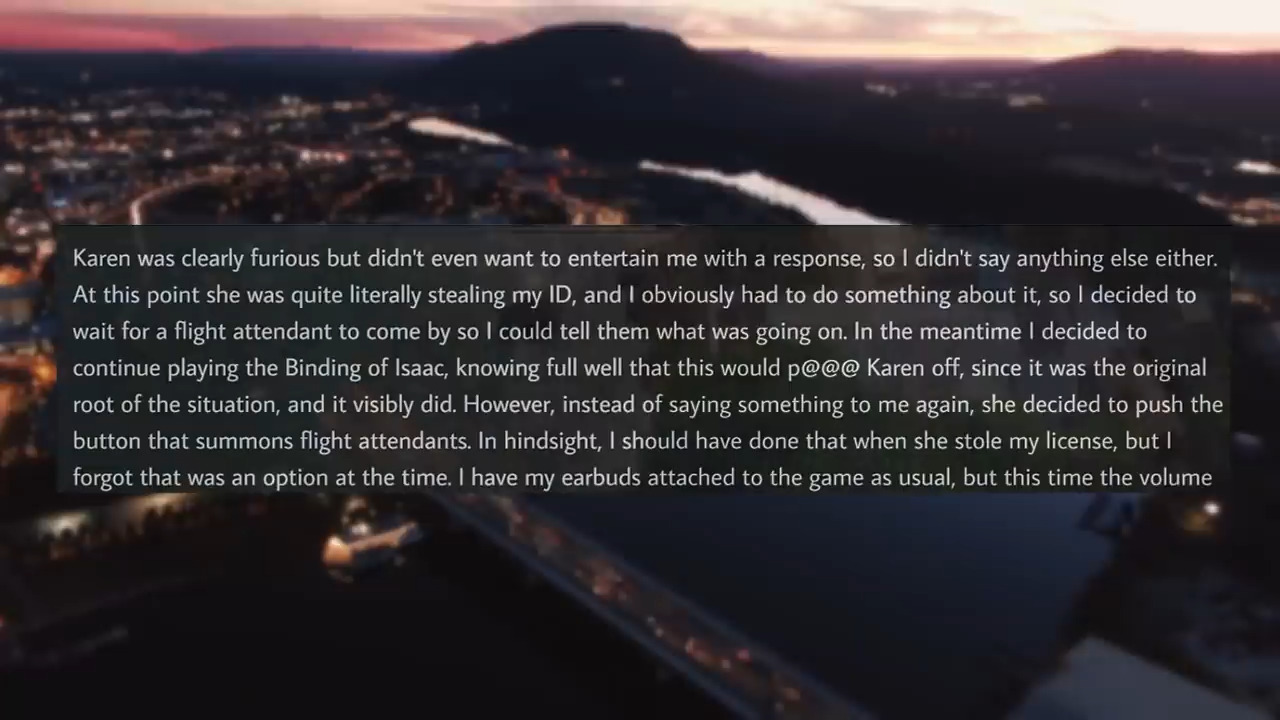 Karen was clearly furious but didn't even want to entertain me with a response, so I didn't say anything else either.
At this point she was quite literally stealing my ID, and I obviously had to do something about it, so I decided to
wait for a flight attendant to come by so I could tell them what was going on. In the meantime I decided to
continue playing the Binding of Isaac, knowing full well that this would p@@@ Karen off, since it was the original
root of the situation, and it visibly did. However, instead of saying something to me again, she decided to push the
button that summons flight attendants. In hindsight, I should have done that when she stole my license, but I
forgot that was an option at the time. I have my earbuds attached to the game as usual, but this time the volume